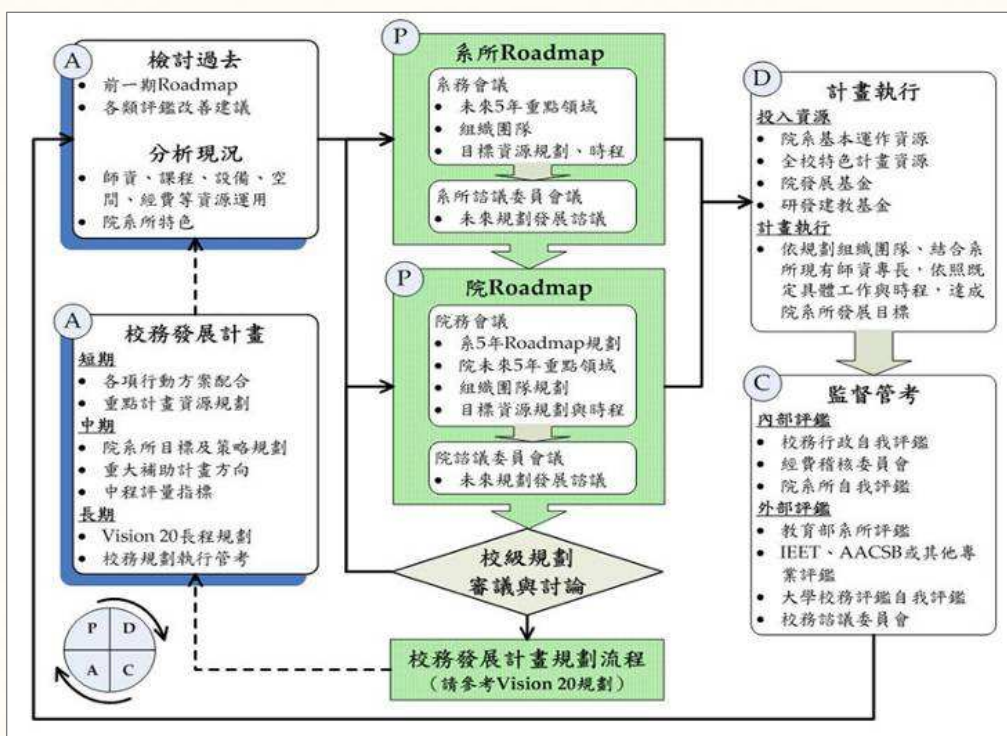 A
檢討過去
• 前一期Roadmap
• 各類評鑑改善建議
分析現況
• 師資、課程、設備、空
間、經費等資源運用
• 院系所特色
A
校務發展計畫
短期
• 各項行動方案配合
• 重點計畫資源規劃
中期
• 院系所目標及策略規劃
• 重大補助計畫方向
• 中程評量指標
長期
• Vision 20長程規劃
• 校務規劃執行管考
P D
A C
P
系所Roadmap
系務會議
• 未來5年重點領域
• 組織團隊
• 目標資源規劃、時程
系所諮議委員會議
• 未來規劃發展諮議
P
院Roadmap
院務會議
• 系5年Roadmap規劃
• 院未來5年重點領域
• 組織團隊規劃
• 目標資源規劃與時程
院諮議委員會議
• 未來規劃發展諮議
校級規劃
審議與討論
校務發展計畫規劃流程
（請參考Vision 20規劃）
D
計畫執行
投入資源
• 院系基本運作資源
• 全校特色計畫資源
• 院發展基金
• 研發建教基金
計畫執行
• 依規劃組織團隊、結合系
所現有師資專長，依照既
定具體工作與時程，達成
院系所發展目標
C
監督管考
內部評鑑
• 校務行政自我評鑑
• 經費稽核委員會
• 院系所自我評鑑
外部評鑑
• 教育部系所評鑑
• IEET、AACSB或其他專
業評鑑
• 大學校務評鑑自我評鑑
• 校務諮議委員會